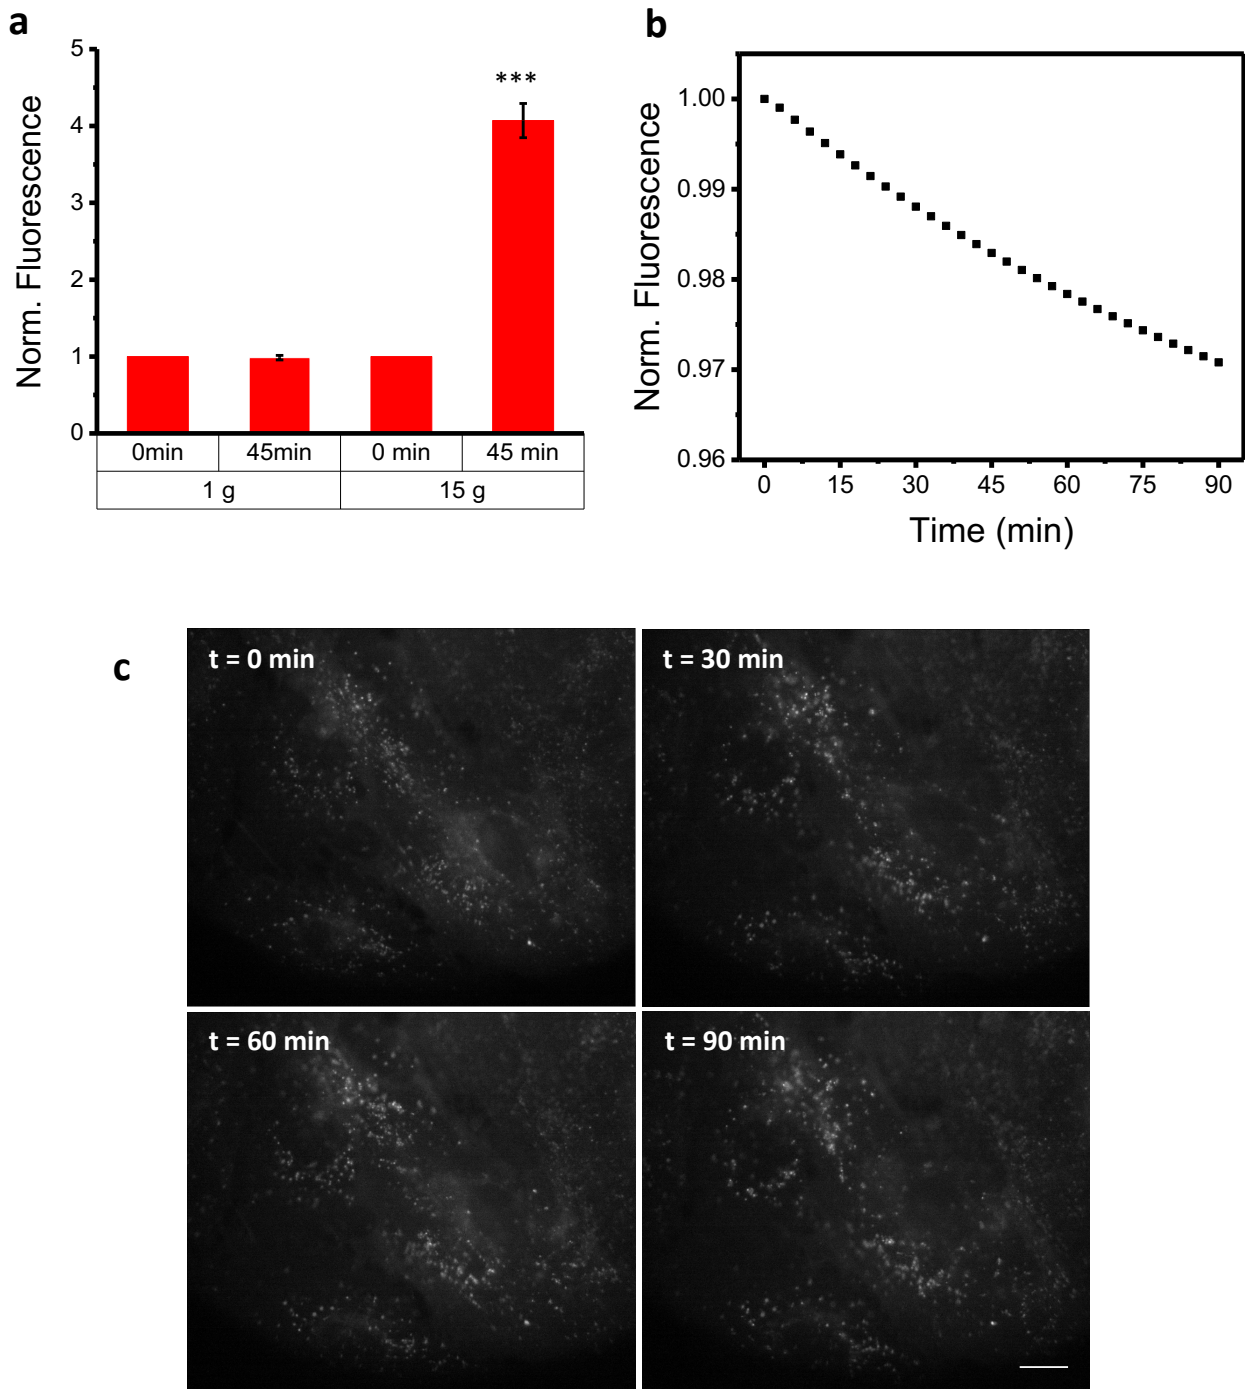 a
b
5
4
3
2
1
0
Norm. Fluorescence
***
0min 45min 0 min 45 min
1 g 15 g
1.00
0.99
0.98
0.97
0.96
Norm. Fluorescence
0 15 30 45 60 75 90
Time (min)
c
t = 0 min
t = 30 min
t = 60 min
t = 90 min